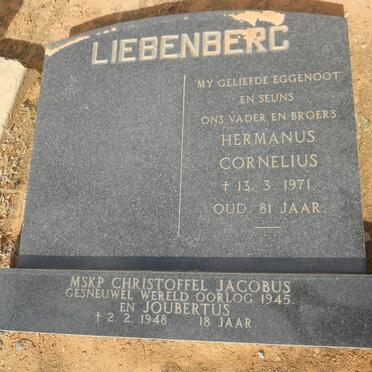 LIEBENBERG
MY GELIEFDE EGGENOOT
EN SEUNS
ONS VADER EN BROERS
HERMANUS
CORNELIUS
† 13. 3. 1971.
OUD. 81 JAAR.
MSKP CHRISTOFFEL JACOBUS
GESNEUWEL WERELD OORLOG 1945.
EN JOUBERTUS
† 2. 2. 1948 18 JAAR